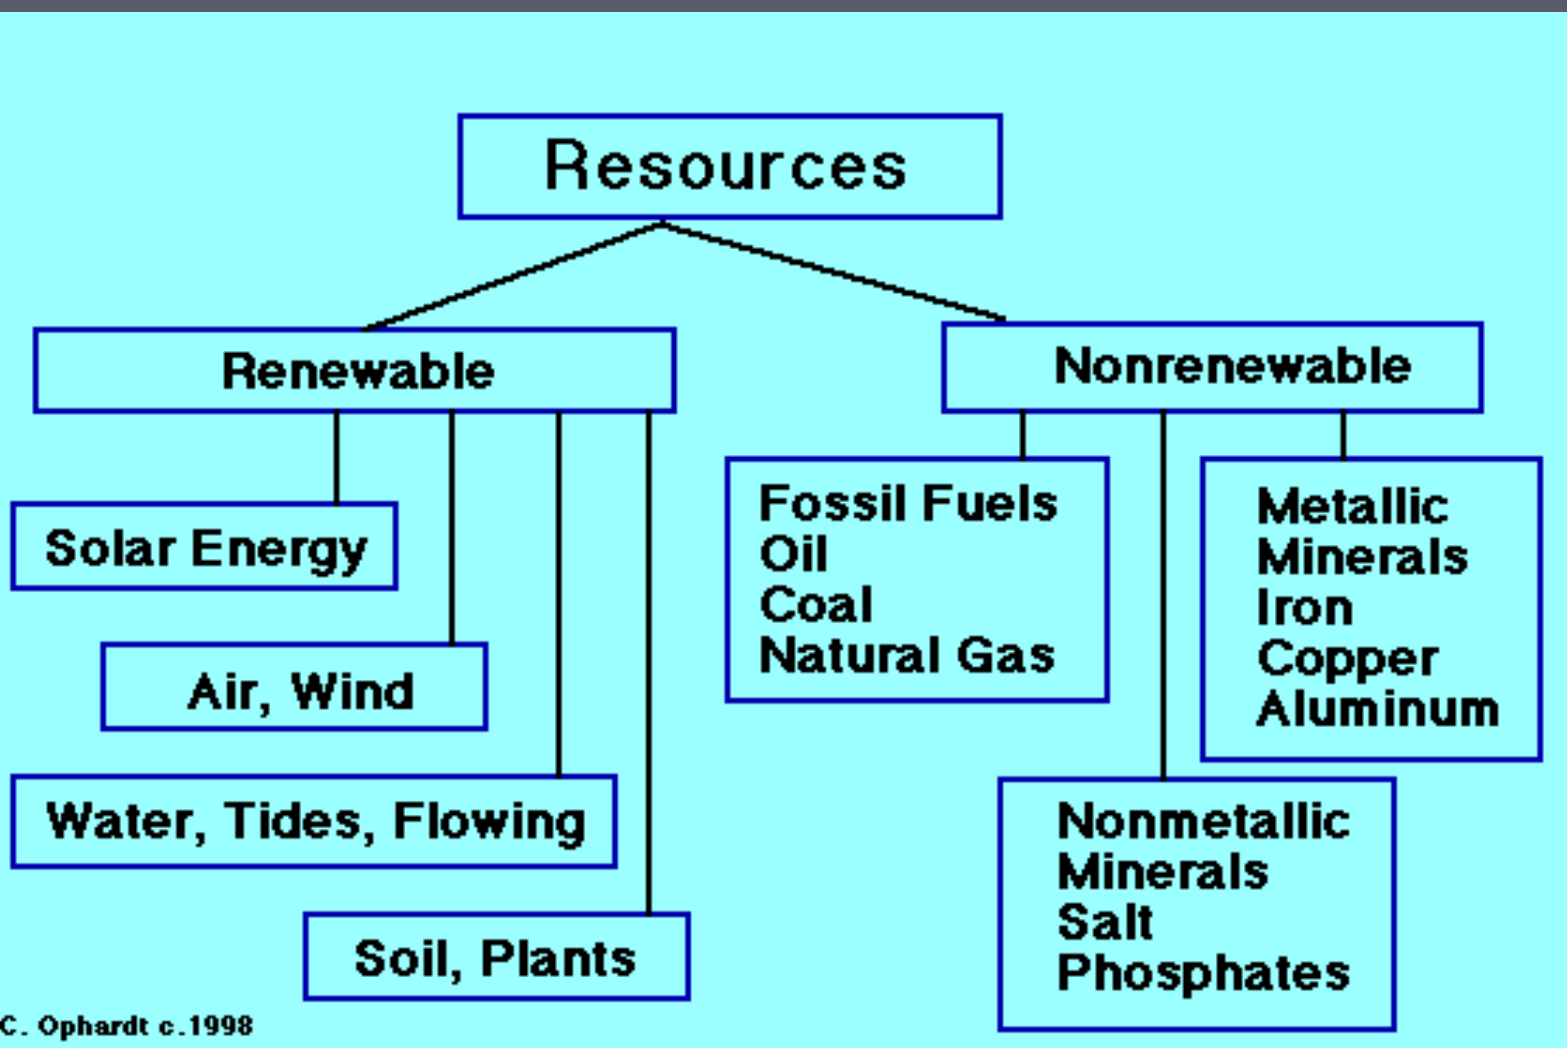 Resources
Renewable
Nonrenewable
Solar Energy
Air, Wind
Water, Tides, Flowing
Soil, Plants
Fossil Fuels
Oil
Coal
Natural Gas
Nonmetallic
Minerals
Salt
Phosphates
Metallic
Minerals
Iron
Copper
Aluminum
C. Ophardt c.1998